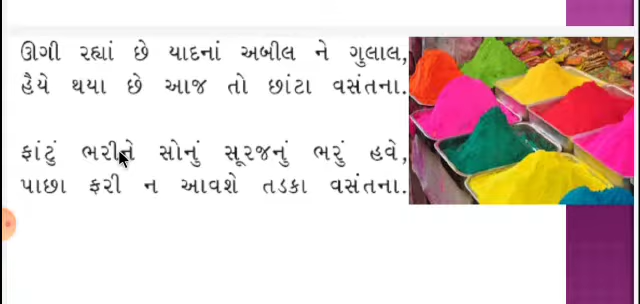 ઊગી રહ્યાં છે યાદનાં અબીલ ને ગુલાલ,
હૈયે થયા છે આજ તો છાંટા વસંતના.
ફાંટું ભરીને સોનું સૂરજનું ભરું હવે,
પાછા ફરી ન આવશે તડકા વસંતના.